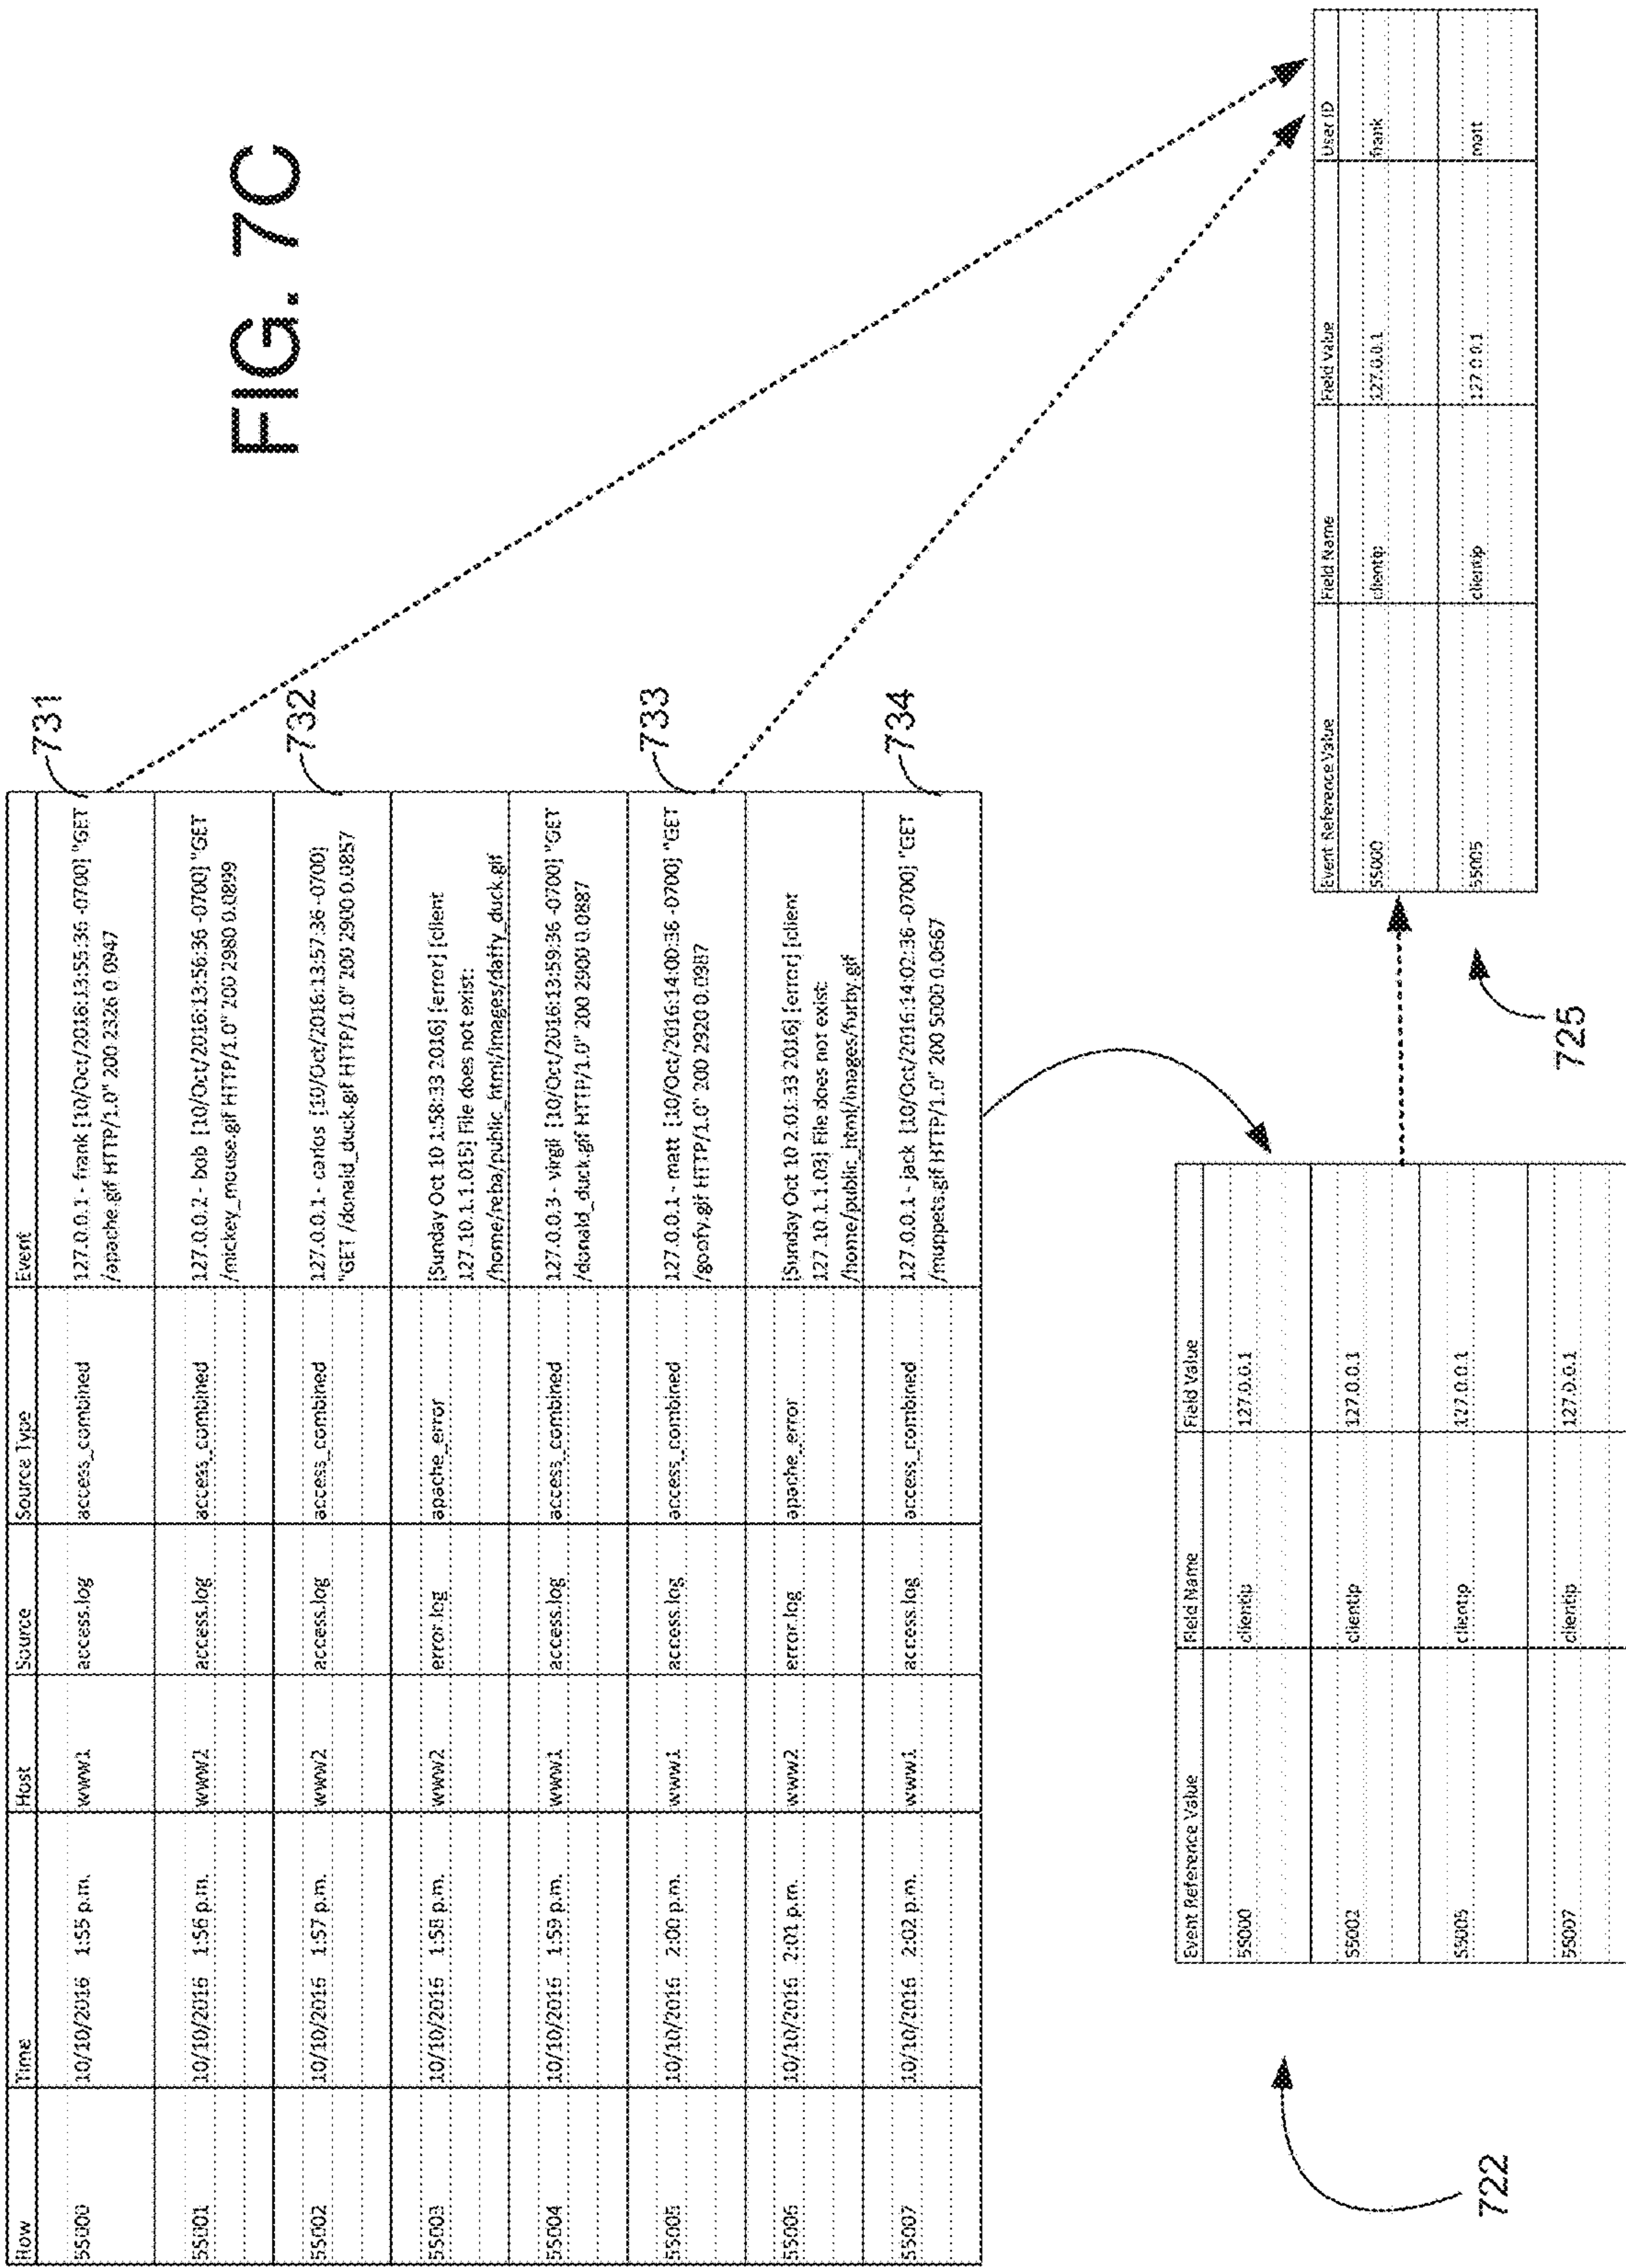 FIG. 7C
Row Time Host Source Source Type Event
55000 10/10/2016 1:55 p.m. www1 access.log access_combined 127.0.0.1 - frank [10/Oct/2016:13:55:36 -0700] "GET
/apache.gif HTTP/1.0" 200 2326 0.0947
731
55001 10/10/2016 1:56 p.m. www2 access.log access_combined 127.0.0.2 - bob [10/Oct/2016:13:56:36 -0700] "GET
/mickey_mouse.gif HTTP/1.0" 200 2980 0.0899
55002 10/10/2016 1:57 p.m. www2 access.log access_combined 127.0.0.1 - carlos [10/Oct/2016:13:57:36 -0700]
"GET /donald_duck.gif HTTP/1.0" 200 2900 0.0857
732
55003 10/10/2016 1:58 p.m. www2 error.log apache_error [Sunday Oct 10 1:58:33 2016] [error] [client
127.10.1.1.015] File does not exist:
/home/reba/public_html/images/daffy_duck.gif
55004 10/10/2016 1:59 p.m. www1 access.log access_combined 127.0.0.3 - virgil [10/Oct/2016:13:59:36 -0700] "GET
/donald_duck.gif HTTP/1.0" 200 2900 0.0887
55005 10/10/2016 2:00 p.m. www1 access.log access_combined 127.0.0.1 - matt [10/Oct/2016:14:00:36 -0700] "GET
/goofy.gif HTTP/1.0" 200 2920 0.0987
733
55006 10/10/2016 2:01 p.m. www2 error.log apache_error [Sunday Oct 10 2:01:33 2016] [error] [client
127.10.1.1.03] File does not exist:
/home/public_html/images/furby.gif
55007 10/10/2016 2:02 p.m. www1 access.log access_combined 127.0.0.1 - jack [10/Oct/2016:14:02:36 -0700] "GET
/muppets.gif HTTP/1.0" 200 5000 0.0667
734
722
Event Reference Value Field Name Field Value
55000 clientip 127.0.0.1
55002 clientip 127.0.0.1
55005 clientip 127.0.0.1
55007 clientip 127.0.0.1
725
Event Reference Value Field Name Field Value User ID
55000 clientip 127.0.0.1 frank
55005 clientip 127.0.0.1 matt